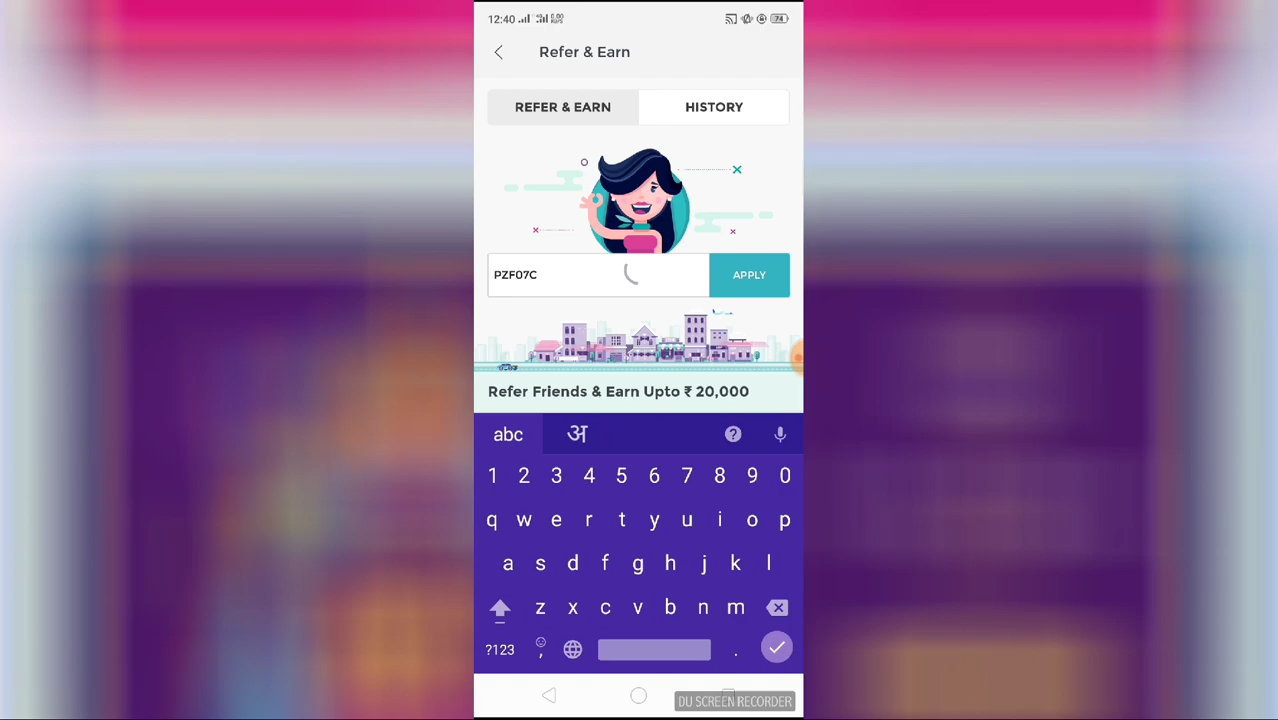 12:40
74
Refer & Earn
REFER & EARN HISTORY
PZF07C APPLY
Refer Friends & Earn Upto ₹ 20,000
abc अ ?
1 2 3 4 5 6 7 8 9 0
q w e r t y u i o p
a s d f g h j k l
z x c v b n m
?123 , .
DU SCREEN RECORDER